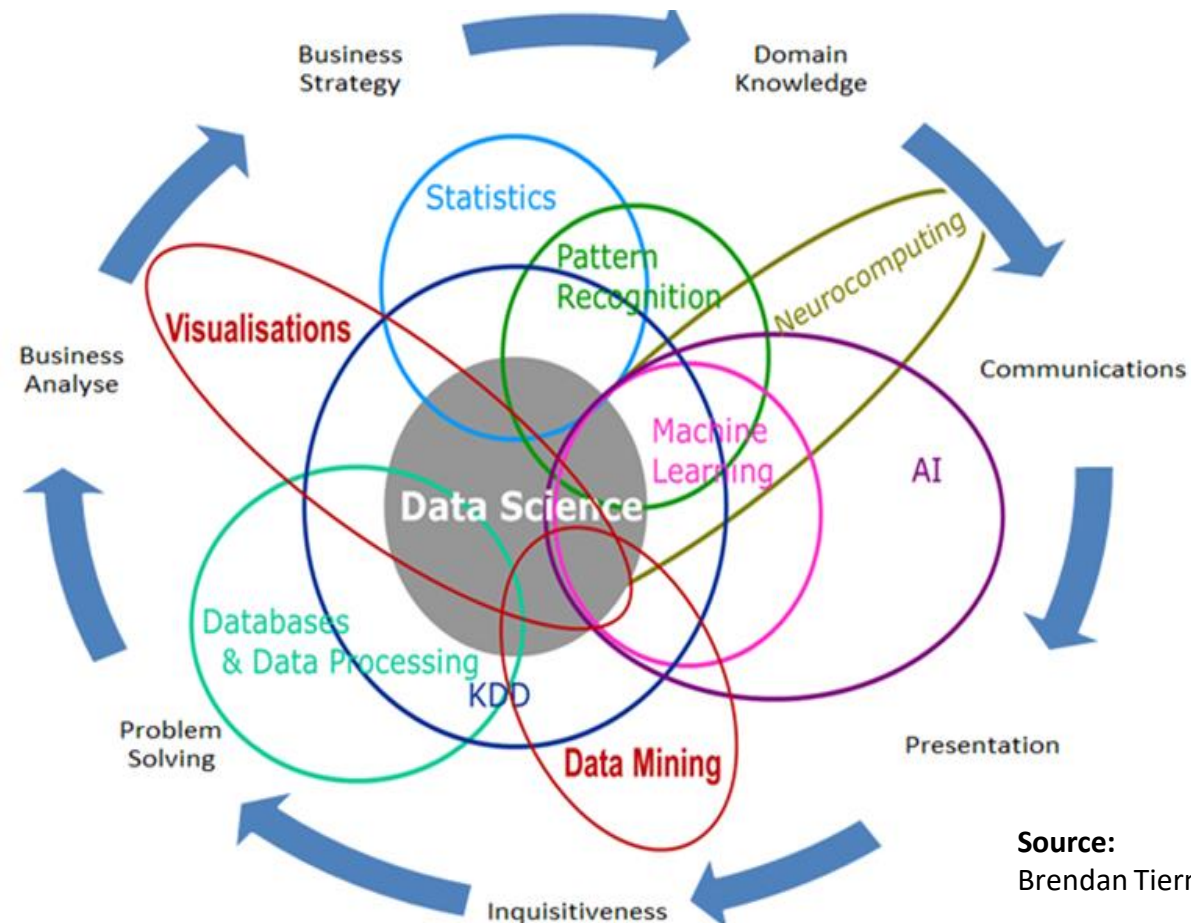 Business
Strategy
Domain
Knowledge
Statistics
Pattern
Recognition
Neurocomputing
Visualisations
Business
Analyse
Communications
Machine
Learning
AI
Data Science
Databases
& Data Processing
KDD
Problem
Solving
Data Mining
Presentation
Source:
Brendan
Inquisitiveness